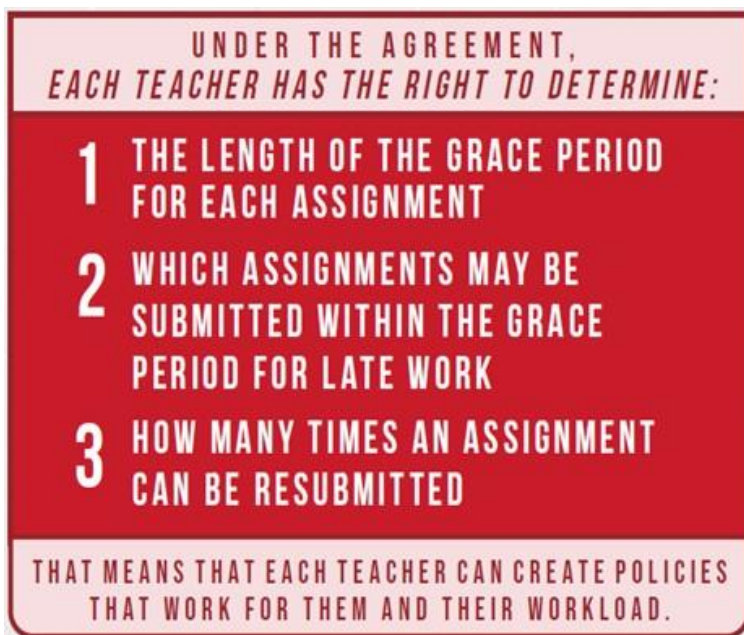 UNDER THE AGREEMENT,
EACH TEACHER HAS THE RIGHT TO DETERMINE:
1 THE LENGTH OF THE GRACE PERIOD
FOR EACH ASSIGNMENT
2 WHICH ASSIGNMENTS MAY BE
SUBMITTED WITHIN THE GRACE
PERIOD FOR LATE WORK
3 HOW MANY TIMES AN ASSIGNMENT
CAN BE RESUBMITTED
THAT MEANS THAT EACH TEACHER CAN CREATE POLICIES
THAT WORK FOR THEM AND THEIR WORKLOAD.